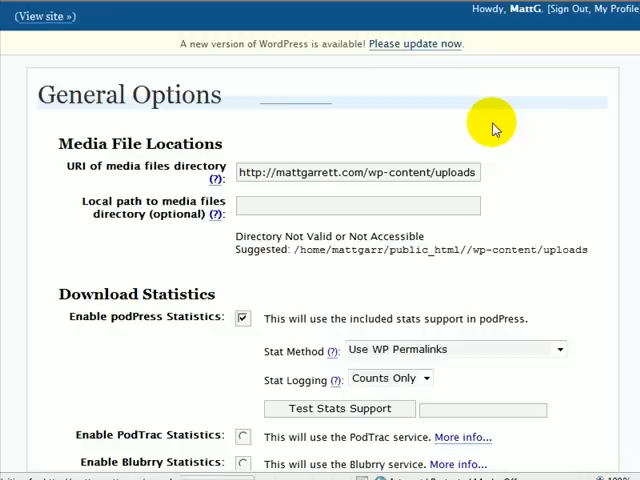 (View site »)
Howdy, MattG. [Sign Out, My Profile
A new version of WordPress is available! Please update now.
General Options
Media File Locations
URI of media files directory (?):
http://mattgarrett.com/wp-content/uploads
Local path to media files directory (optional) (?):
Directory Not Valid or Not Accessible
Suggested: /home/mattgarr/public_html//wp-content/uploads
Download Statistics
Enable podPress Statistics:
This will use the included stats support in podPress.
Stat Method (?): Use WP Permalinks
Stat Logging (?): Counts Only
Test Stats Support
Enable PodTrac Statistics:
This will use the PodTrac service. More info...
Enable Blubrry Statistics:
This will use the Blubrry service. More info...